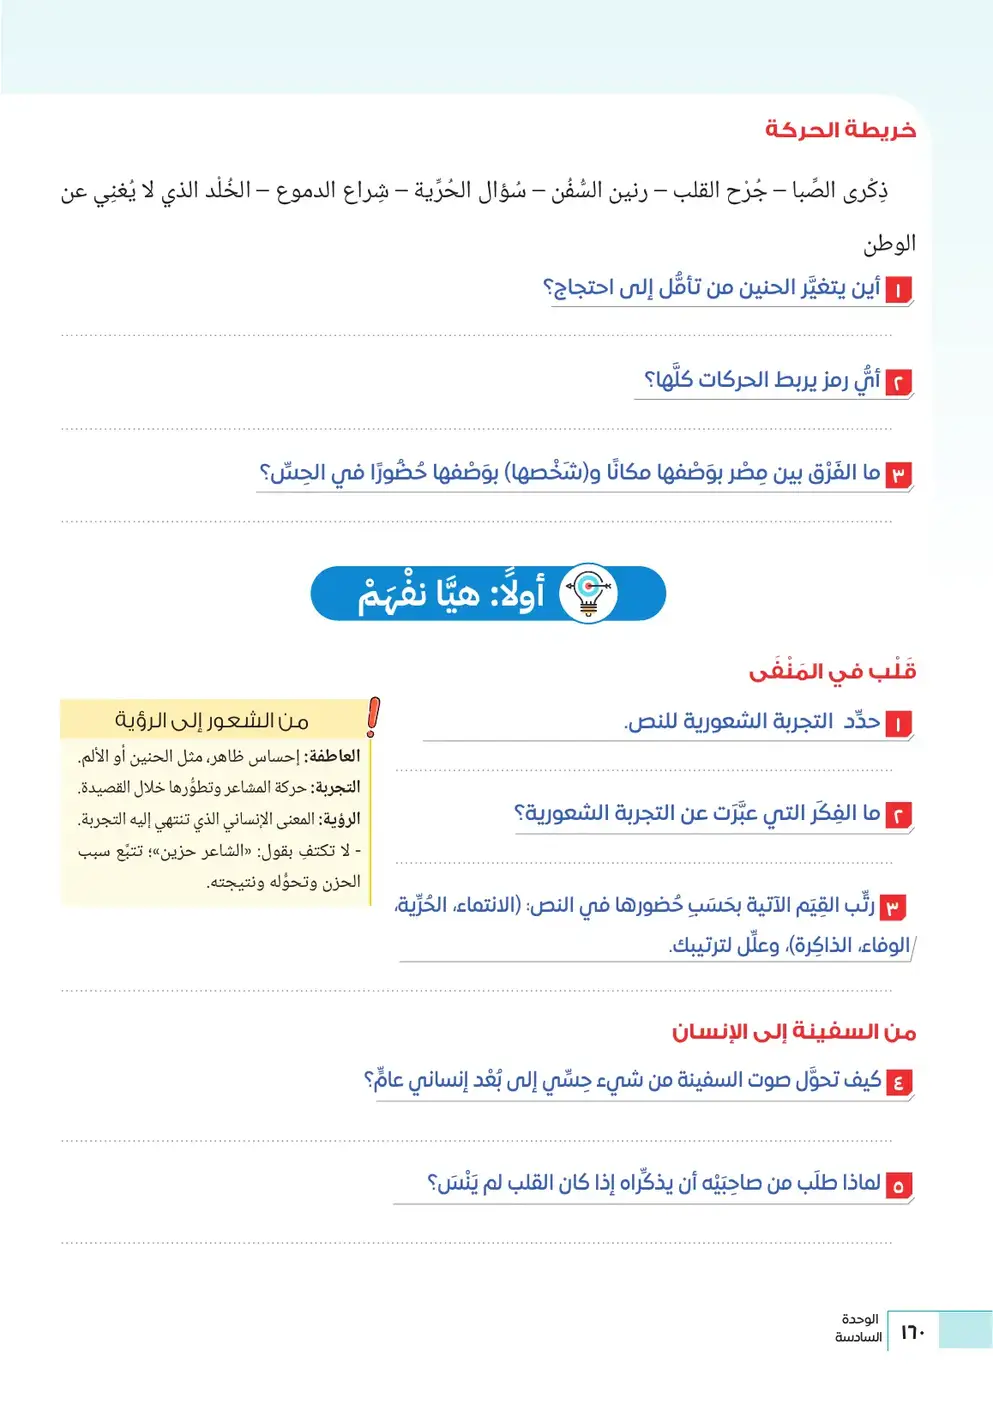 خريطة الحركة
ذِكْرى الصِّبا – جُرْح القلب – رنين السُّفُن – سُؤال الحُرِّية – شِراع الدموع – الخُلْد الذي لا يُغنِي عن
الوطن
١ أين يتغيَّر الحنين من تأمُّل إلى احتجاج؟
٢ أيُّ رمز يربط الحركات كلَّها؟
٣ ما الفَرْق بين مِصْر بوَصْفها مكانًا و(شَخْصها) بوَصْفها حُضُورًا في الحِسِّ؟
أولًا: هيَّا نفْهَمْ
قَلْب في المَنْفَى
١ حدِّد التجربة الشعورية للنص.
٢ ما الفِكَر التي عبَّرَت عن التجربة الشعورية؟
٣ رتِّب القِيَم الآتية بحَسَبِ حُضورها في النص: (الانتماء، الحُرِّية،
الوفاء، الذاكِرة)، وعلِّل لترتيبك.
من الشعور إلى الرؤية
العاطفة: إحساس ظاهر، مثل الحنين أو الألم.
التجربة: حركة المشاعر وتطوُّرها خلال القصيدة.
الرؤية: المعنى الإنساني الذي تنتهي إليه التجربة.
- لا تكتفِ بقول: «الشاعر حزين»؛ تتبَّع سبب
الحزن وتحوُّله ونتيجته.
من السفينة إلى الإنسان
٤ كيف تحوَّل صوت السفينة من شيء حِسِّي إلى بُعْد إنساني عامٍّ؟
٥ لماذا طلَب من صاحِبَيْه أن يذكِّراه إذا كان القلب لم يَنْسَ؟
الوحدة
السادسة
١٦٠